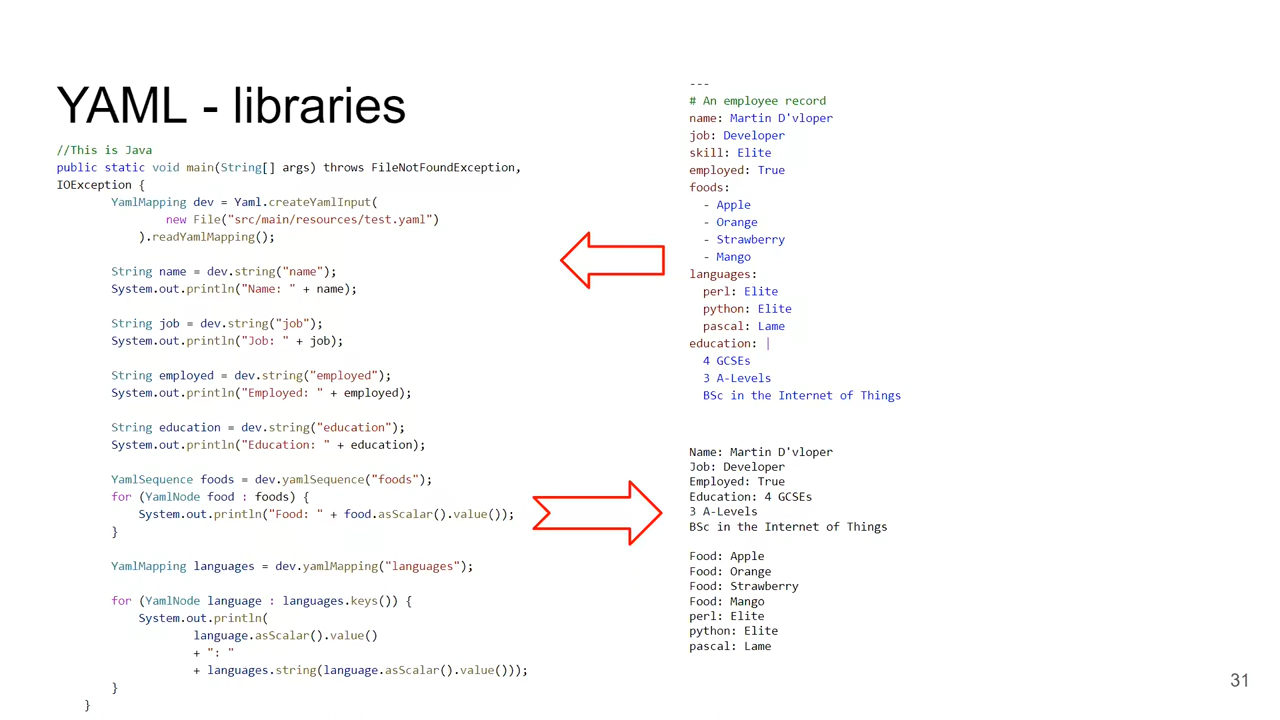 YAML - libraries
//This is Java
public static void main(String[] args) throws FileNotFoundException,
IOException {
YamlMapping dev = Yaml.createYamlInput(
new File("src/main/resources/test.yaml")
).readYamlMapping();
String name = dev.string("name");
System.out.println("Name: " + name);
String job = dev.string("job");
System.out.println("Job: " + job);
String employed = dev.string("employed");
System.out.println("Employed: " + employed);
String education = dev.string("education");
System.out.println("Education: " + education);
YamlSequence foods = dev.yamlSequence("foods");
for (YamlNode food : foods) {
System.out.println("Food: " + food.asScalar().value());
}
YamlMapping languages = dev.yamlMapping("languages");
for (YamlNode language : languages.keys()) {
System.out.println(
language.asScalar().value()
+ ": "
+ languages.string(language.asScalar().value()));
}
}
---
# An employee record
name: Martin D'vloper
job: Developer
skill: Elite
employed: True
foods:
- Apple
- Orange
- Strawberry
- Mango
languages:
perl: Elite
python: Elite
pascal: Lame
education: |
4 GCSEs
3 A-Levels
BSc in the Internet of Things
Name: Martin D'vloper
Job: Developer
Employed: True
Education: 4 GCSEs
3 A-Levels
BSc in the Internet of Things
Food: Apple
Food: Orange
Food: Strawberry
Food: Mango
perl: Elite
python: Elite
pascal: Lame
31